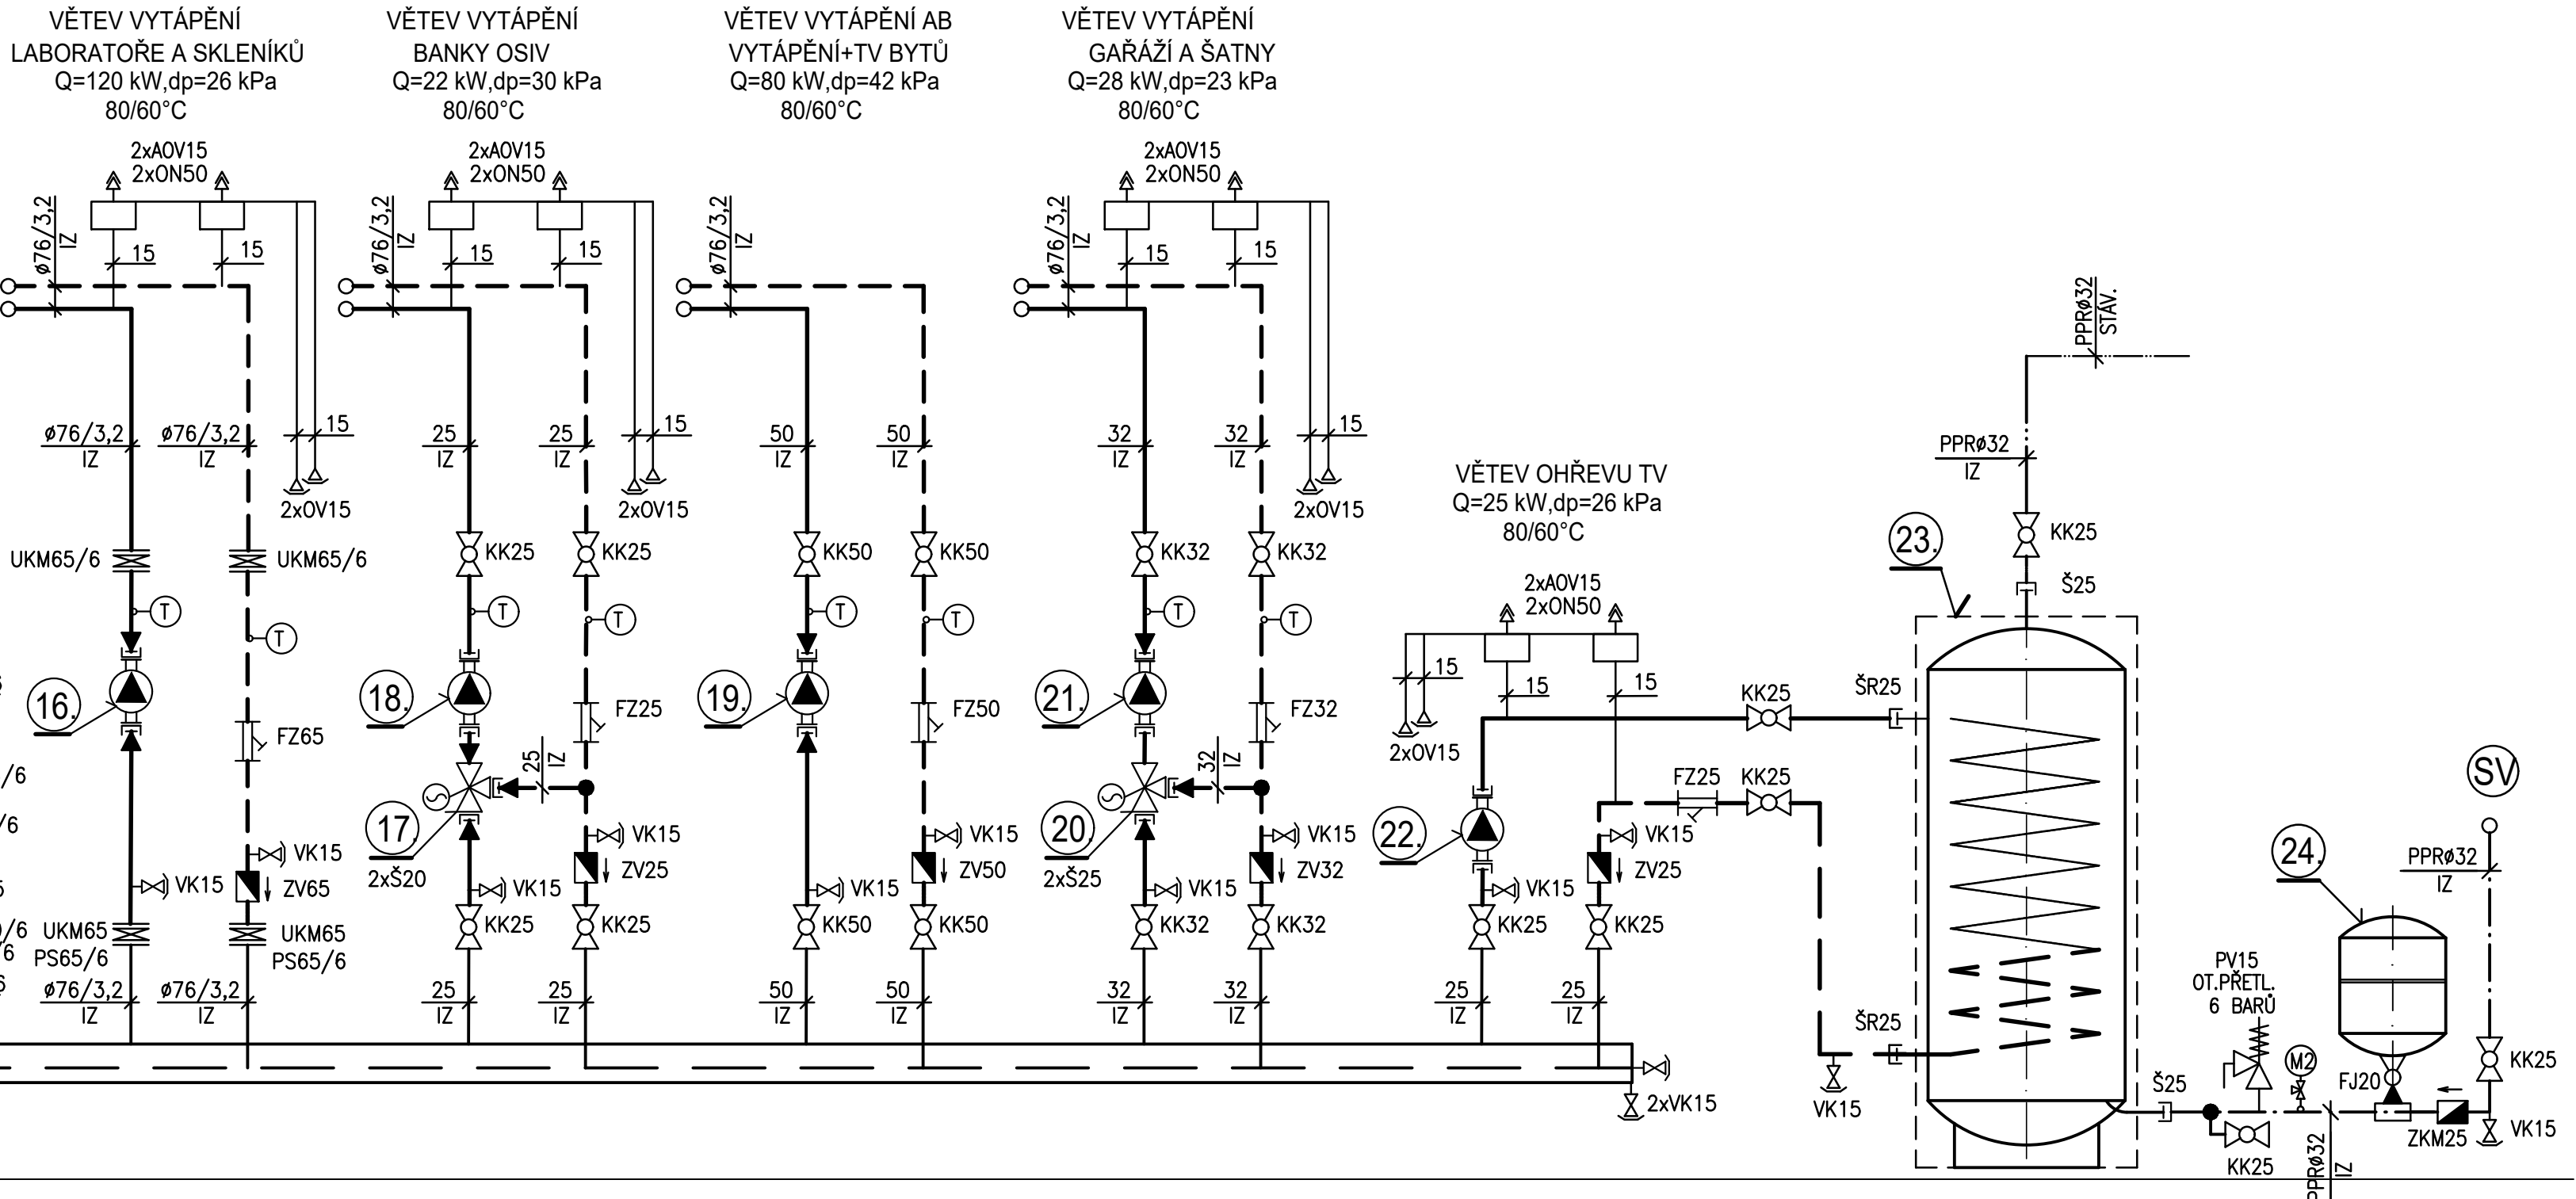 VĚTEV VYTÁPĚNÍ
LABORATOŘE A SKLENÍKŮ
Q=120 kW,dp=26 kPa
80/60°C
VĚTEV VYTÁPĚNÍ
BANKY OSIV
Q=22 kW,dp=30 kPa
80/60°C
VĚTEV VYTÁPĚNÍ AB
VYTÁPĚNÍ+TV BYTŮ
Q=80 kW,dp=42 kPa
80/60°C
VĚTEV VYTÁPĚNÍ
GAŘÁŽÍ A ŠATNY
Q=28 kW,dp=23 kPa
80/60°C
2xAOV15
2xON50
ø76/3,2
IZ
15
15
ø76/3,2
IZ
ø76/3,2
IZ
15
2xOV15
UKM65/6
UKM65/6
T
T
16.
FZ65
VK15
VK15
ZV65
UKM65
PS65/6
UKM65
PS65/6
ø76/3,2
IZ
ø76/3,2
IZ
/6
/6
/6
/6
2xAOV15
2xON50
ø76/3,2
IZ
15
15
25
IZ
25
IZ
15
2xOV15
KK25
KK25
T
T
18.
FZ25
25
IZ
17.
2xŠ20
VK15
VK15
ZV25
KK25
KK25
25
IZ
25
IZ
ø76/3,2
IZ
50
IZ
50
IZ
KK50
KK50
T
T
19.
FZ50
VK15
VK15
ZV50
KK50
KK50
50
IZ
50
IZ
2xAOV15
2xON50
ø76/3,2
IZ
15
15
32
IZ
32
IZ
15
2xOV15
KK32
KK32
T
T
21.
FZ32
32
IZ
20.
2xŠ25
VK15
VK15
ZV32
KK32
KK32
32
IZ
32
IZ
VĚTEV OHŘEVU TV
Q=25 kW,dp=26 kPa
80/60°C
2xAOV15
2xON50
15
15
15
2xOV15
KK25
ŠR25
FZ25
KK25
22.
VK15
VK15
ZV25
KK25
KK25
25
IZ
25
IZ
2xVK15
ŠR25
VK15
PPRø32
STÁV.
PPRø32
IZ
KK25
Š25
23.
SV
24.
PPRø32
IZ
PV15
OT.PŘETL.
6 BARŮ
M2
FJ20
KK25
Š25
KK25
PPRø32
IZ
ZKM25
VK15